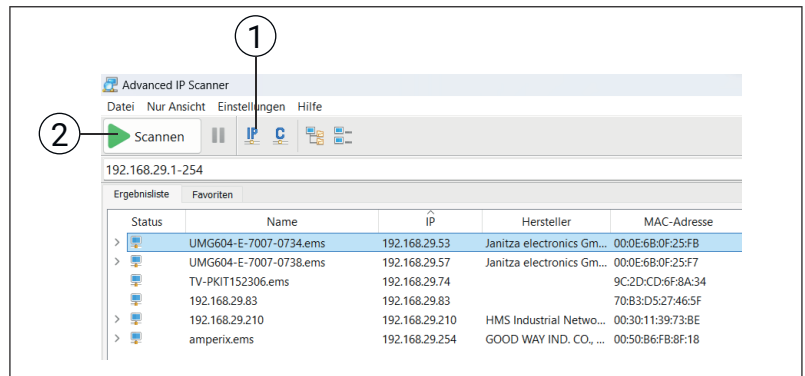 1
Advanced IP Scanner
Datei Nur Ansicht Einstellungen Hilfe
2
Scannen IP C
192.168.29.1-254
Ergebnisliste Favoriten
Status Name IP Hersteller MAC-Adresse
UMG604-E-7007-0734.ems 192.168.29.53 Janitza electronics Gm... 00:0E:6B:0F:25:FB
UMG604-E-7007-0738.ems 192.168.29.57 Janitza electronics Gm... 00:0E:6B:0F:25:F7
TV-PKIT152306.ems 192.168.29.74 9C:2D:CD:6F:8A:34
192.168.29.83 192.168.29.83 70:B3:D5:27:46:5F
192.168.29.210 192.168.29.210 HMS Industrial Netwo... 00:30:11:39:73:BE
amperix.ems 192.168.29.254 GOOD WAY IND. CO., ... 00:50:B6:FB:8F:18